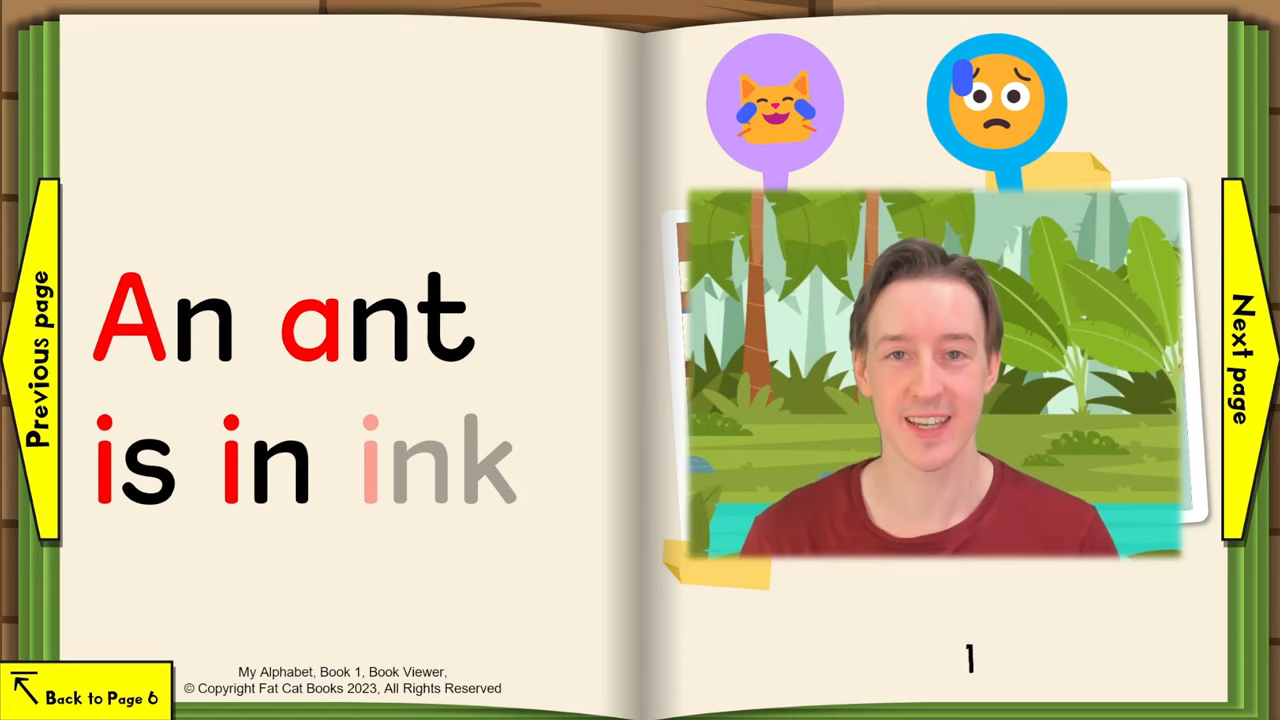 Previous page
An ant
is in ink
Back to Page 6
My Alphabet, Book 1, Book Viewer,
© Copyright Fat Cat Books 2023, All Rights Reserved
1
Next page